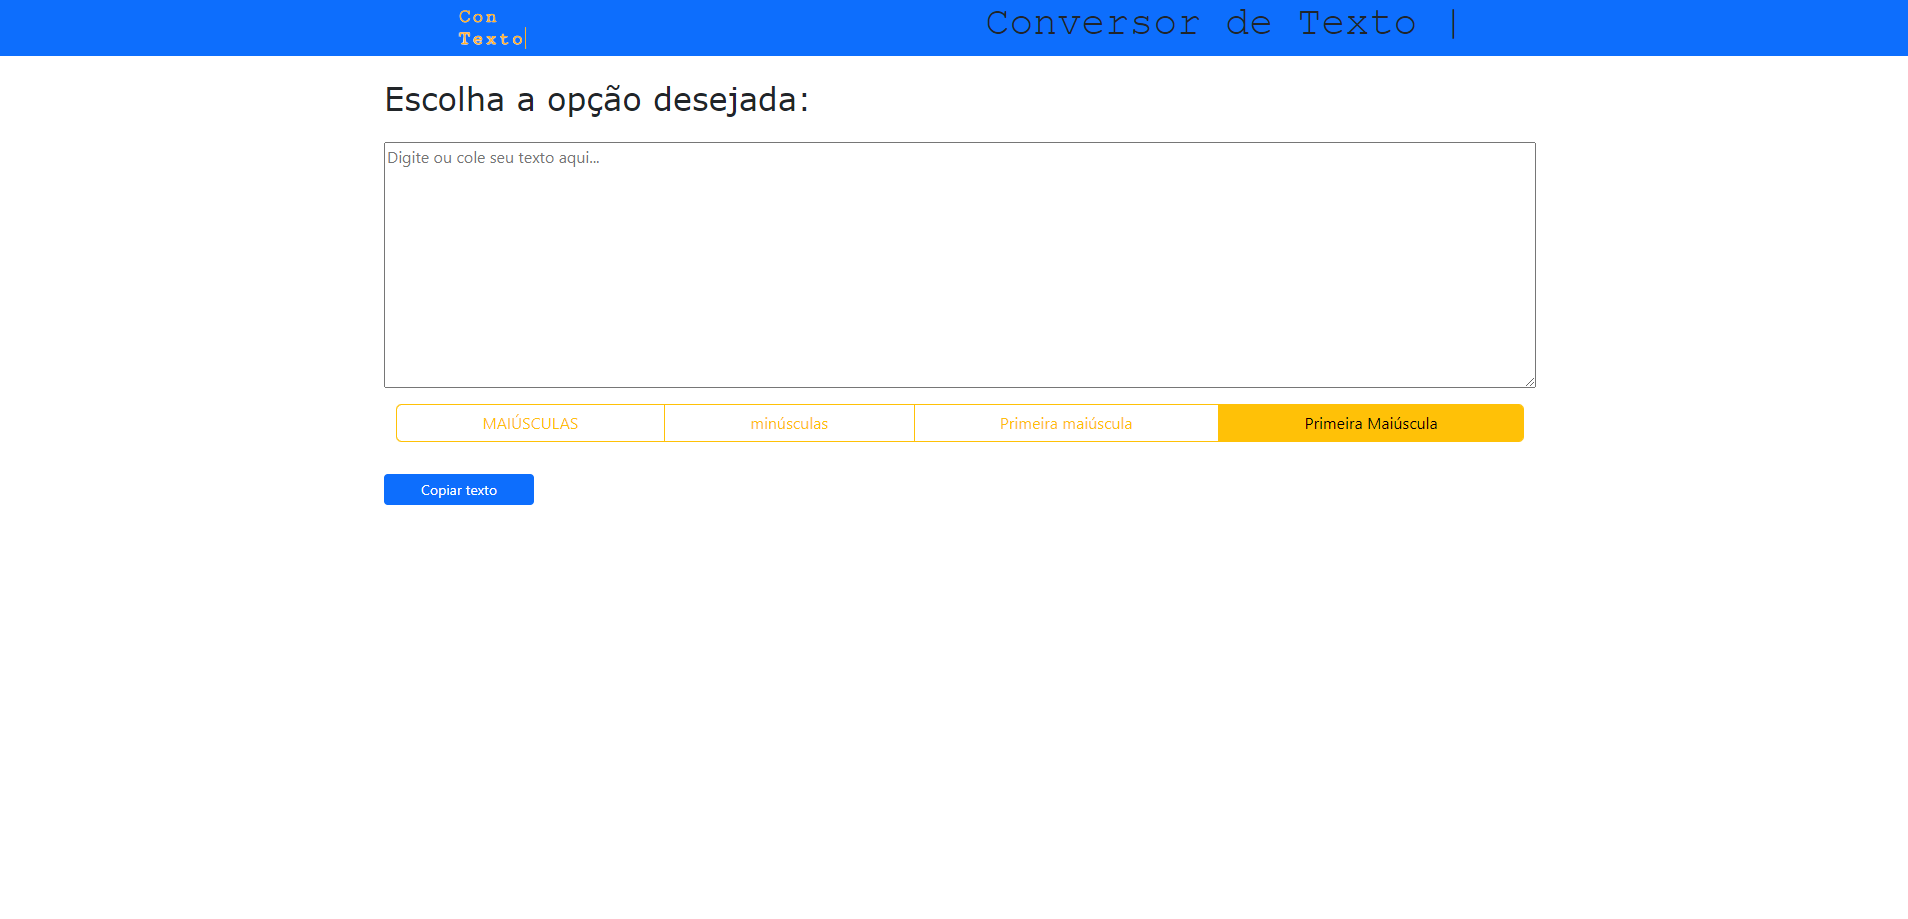 Con
Texto
Conversor de Texto |
Escolha a opção desejada:
Digite ou cole seu texto aqui...
MAIÚSCULAS
minúsculas
Primeira maiúscula
Primeira Maiúscula
Copiar texto